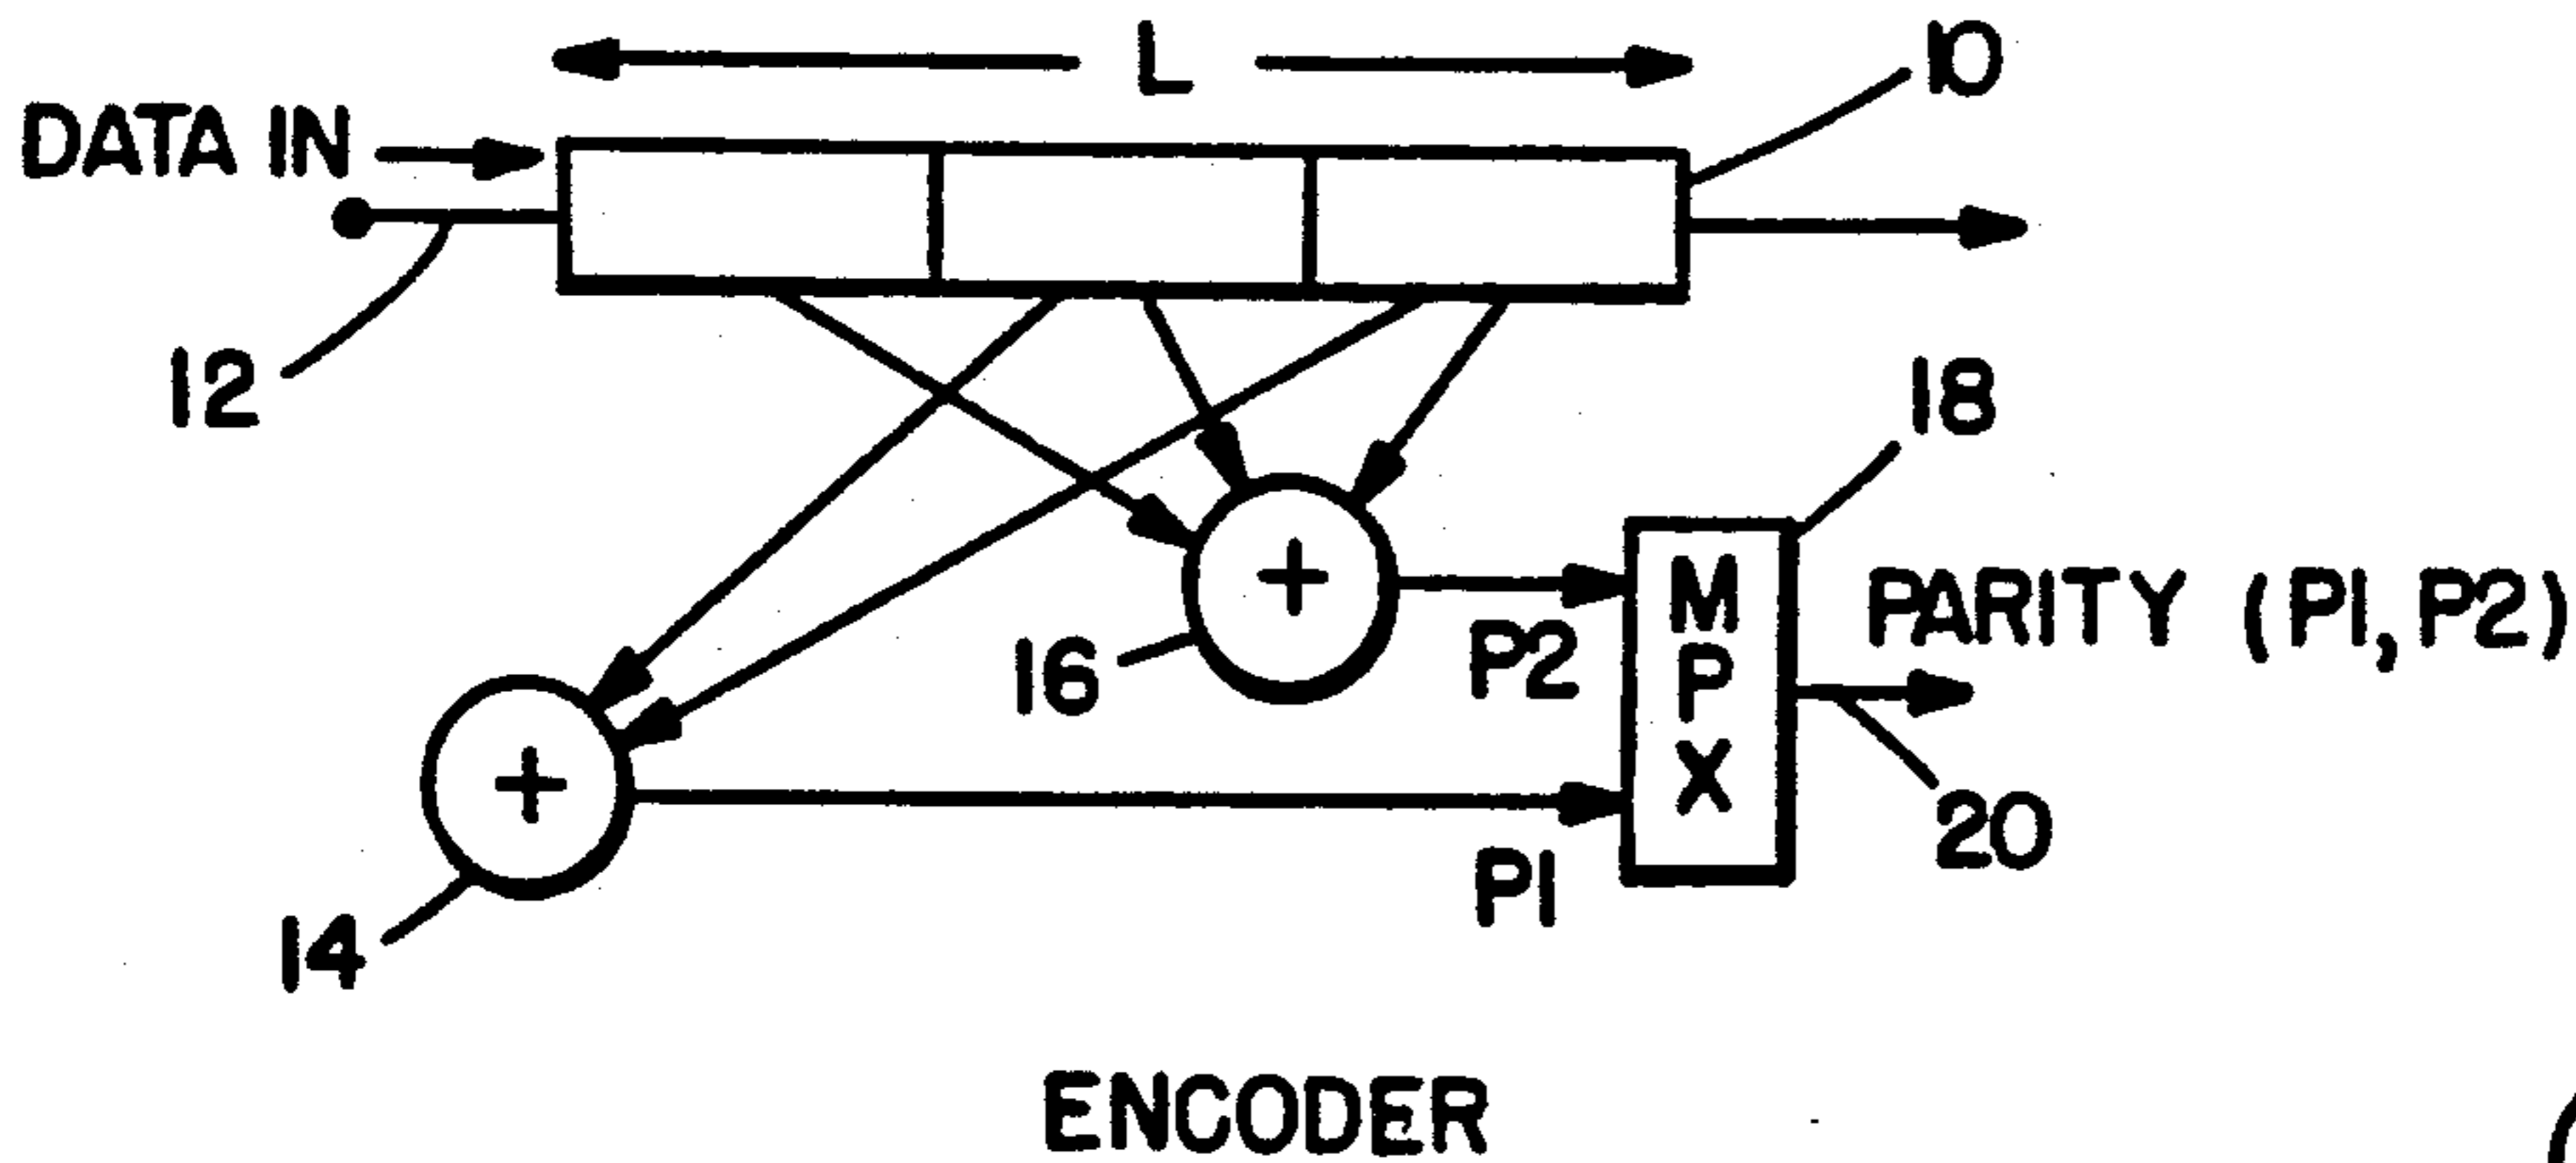 L
10
DATA IN
12
18
M
P
X
PARITY (P1, P2)
16
P2
14
P1
20
ENCODER